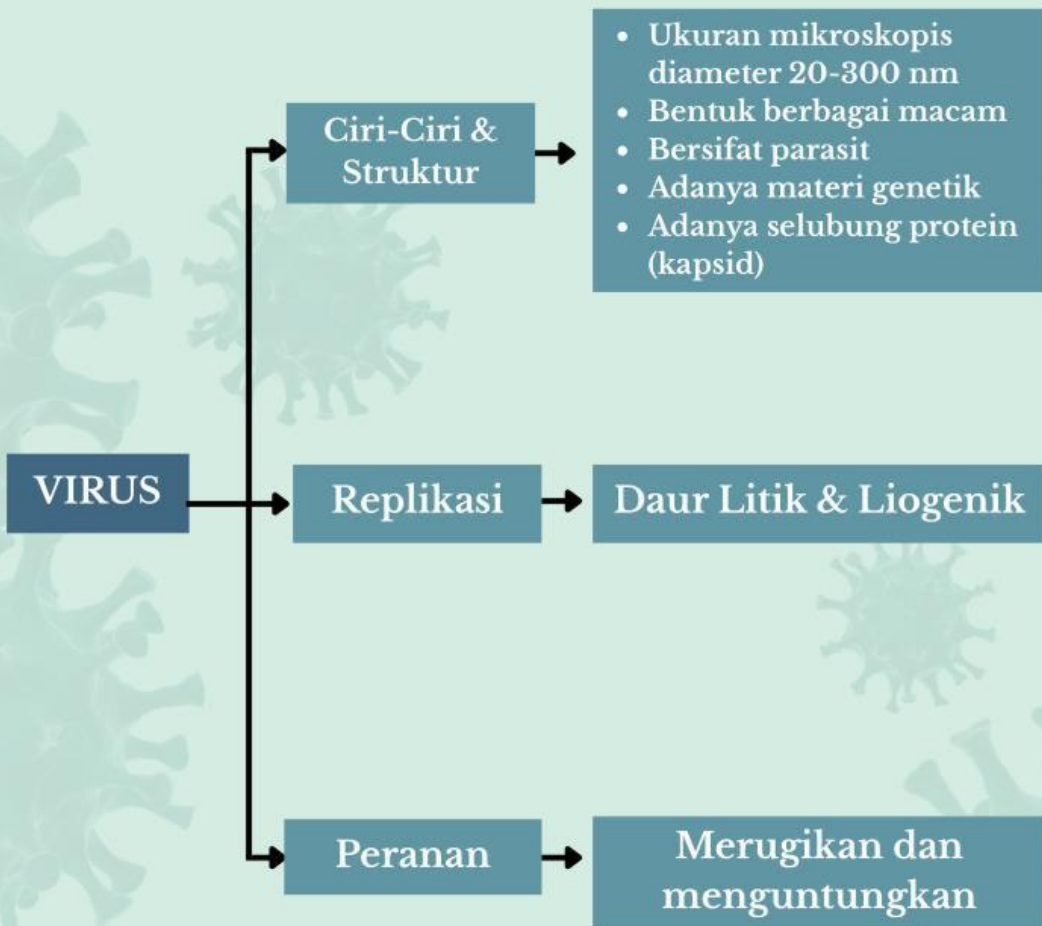 VIRUS
Ciri-Ciri &
Struktur
• Ukuran mikroskopis
diameter 20-300 nm
• Bentuk berbagai macam
• Bersifat parasit
• Adanya materi genetik
• Adanya selubung protein
(kapsid)
Replikasi
Daur Litik & Liogenik
Peranan
Merugikan dan
menguntungkan